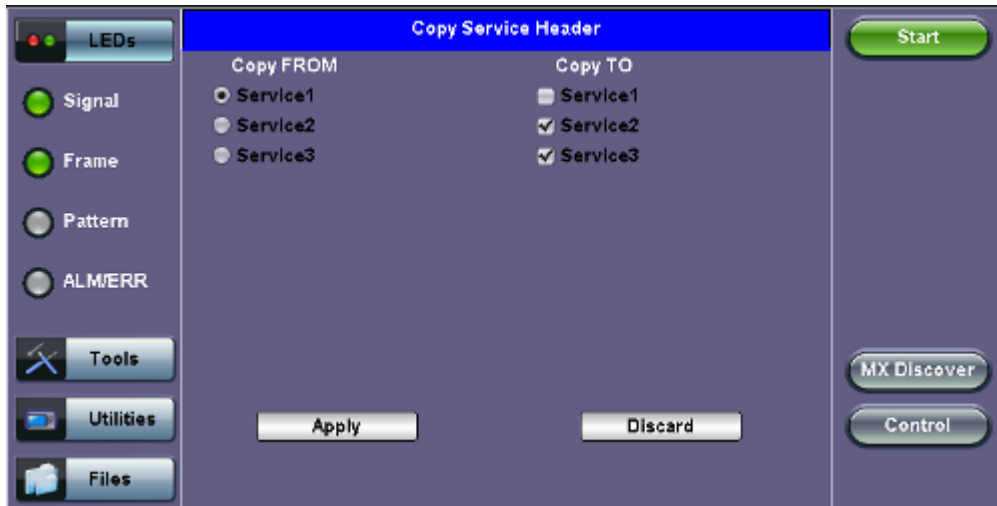 LEDs
Signal
Frame
Pattern
ALM/ERR
Tools
Utilities
Files
Copy Service Header
Copy FROM
Copy TO
Service1
Service1
Service2
Service2
Service3
Service3
Apply
Discard
Start
MX Discover
Control